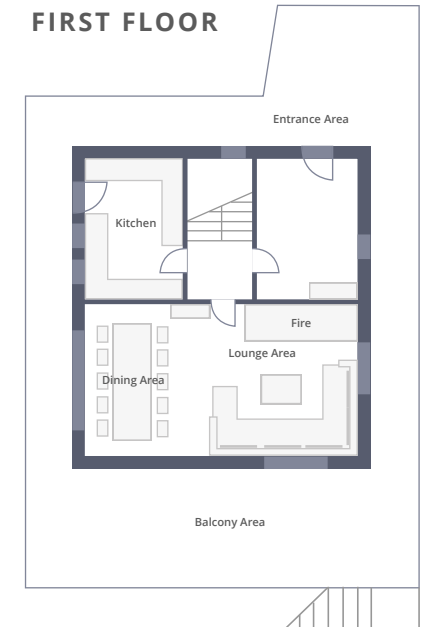 FIRST FLOOR
Entrance Area
Kitchen
Fire
Lounge Area
Dining Area
Balcony Area